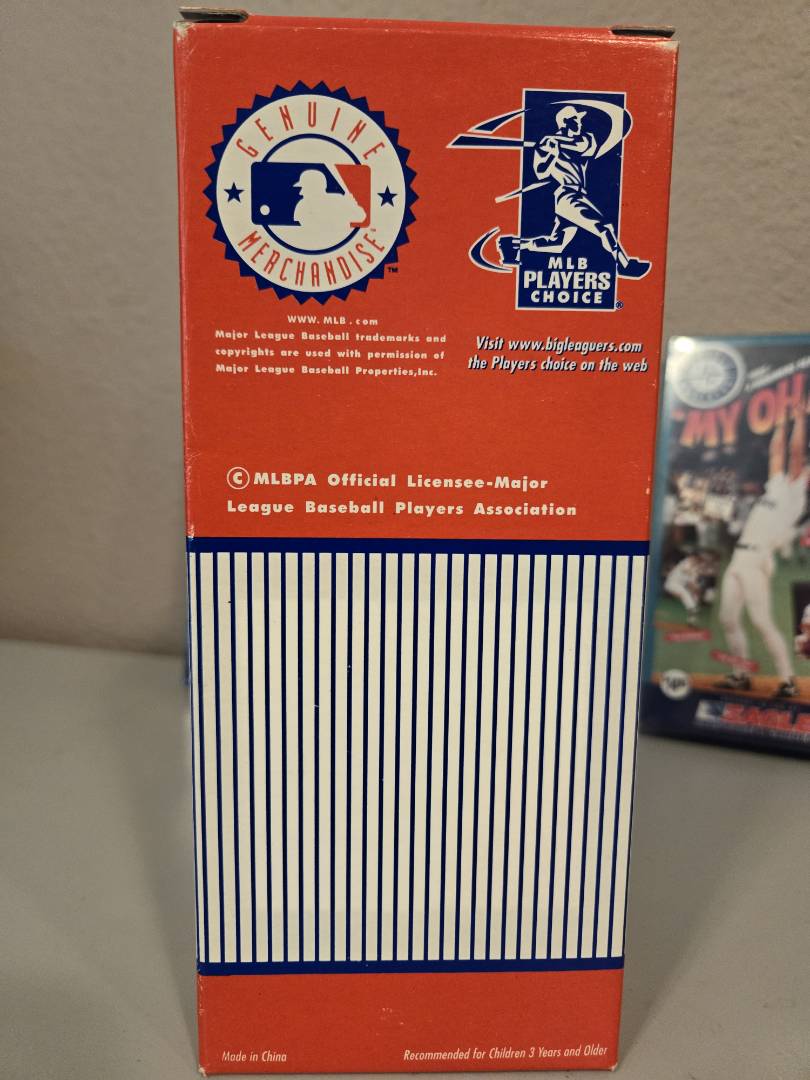 GENUINE
MERCHANDISE
TM
MLB
PLAYERS
CHOICE
WWW. MLB . com
Major League Baseball trademarks and
copyrights are used with permission of
Major League Baseball Properties,Inc.
Visit www.bigleaguers.com
the Players choice on the web
© MLBPA Official Licensee-Major
League Baseball Players Association
Made in China
Recommended for Children 3 Years and Older
"MY OH
EAGLE